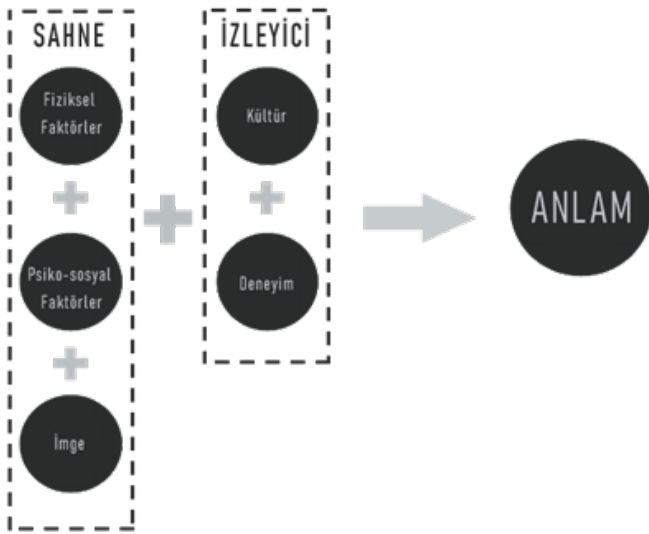 SAHNE
Fiziksel
Faktörler
Psiko-sosyal
Faktörler
İmge
İZLEYİCİ
Kültür
Deneyim
ANLAM